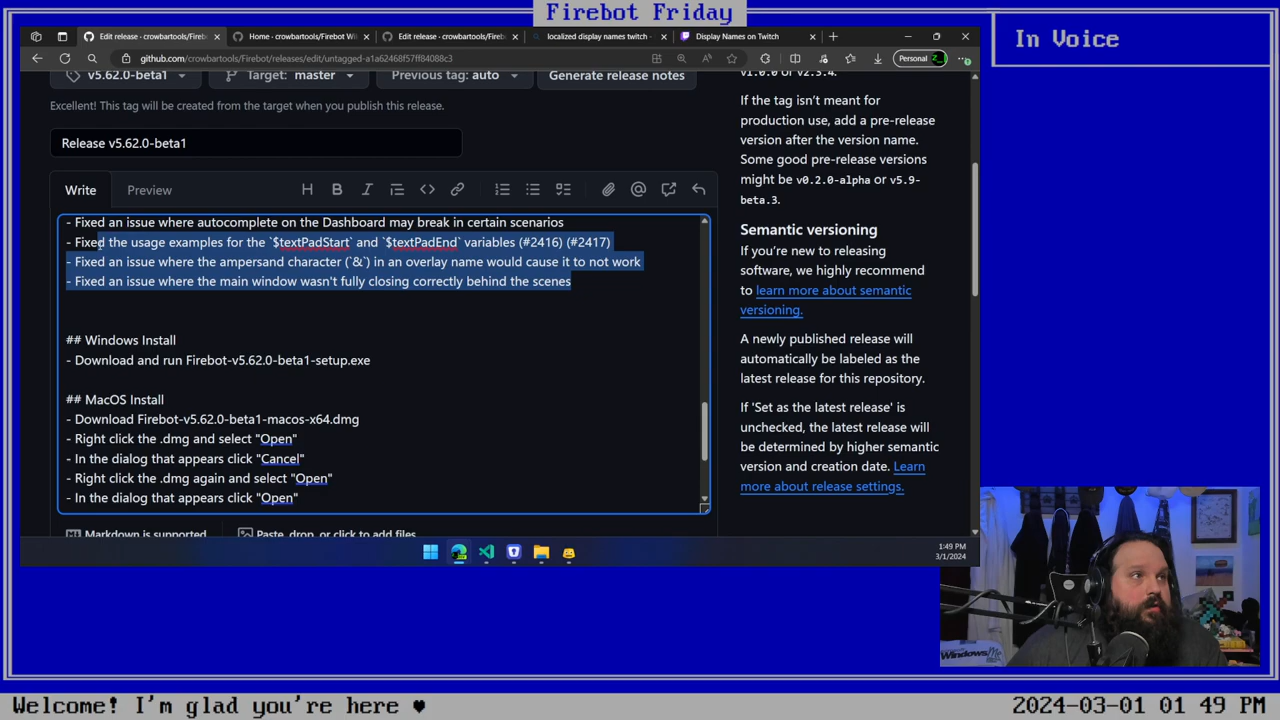 Firebot Friday
In Voice
Edit release - crowbartools/Fireb
Home - crowbartools/Firebot Wi
Edit release - crowbartools/Fireb
localized display names twitch -
Display Names on Twitch
github.com/crowbartools/Firebot/releases/edit/untagged-a1a62468f57ff84088c3
Personal
v5.62.0-beta1
Target: master
Previous tag: auto
Generate release notes
Excellent! This tag will be created from the target when you publish this release.
Release v5.62.0-beta1
Write
Preview
- Fixed an issue where autocomplete on the Dashboard may break in certain scenarios
- Fixed the usage examples for the `$textPadStart` and `$textPadEnd` variables (#2416) (#2417)
- Fixed an issue where the ampersand character (`&`) in an overlay name would cause it to not work
- Fixed an issue where the main window wasn't fully closing correctly behind the scenes
## Windows Install
- Download and run Firebot-v5.62.0-beta1-setup.exe
## MacOS Install
- Download Firebot-v5.62.0-beta1-macos-x64.dmg
- Right click the .dmg and select "Open"
- In the dialog that appears click "Cancel"
- Right click the .dmg again and select "Open"
- In the dialog that appears click "Open"
Markdown is supported
Paste, drop, or click to add files
v1.0.0 or v2.3.4.
If the tag isn't meant for
production use, add a pre-release
version after the version name.
Some good pre-release versions
might be v0.2.0-alpha or v5.9-
beta.3.
Semantic versioning
If you're new to releasing
software, we highly recommend
to learn more about semantic
versioning.
A newly published release will
automatically be labeled as the
latest release for this repository.
If 'Set as the latest release' is
unchecked, the latest release will
be determined by higher semantic
version and creation date. Learn
more about release settings.
1:49 PM
3/1/2024
Welcome! I'm glad you're here ♥
2024-03-01 01 49 PM